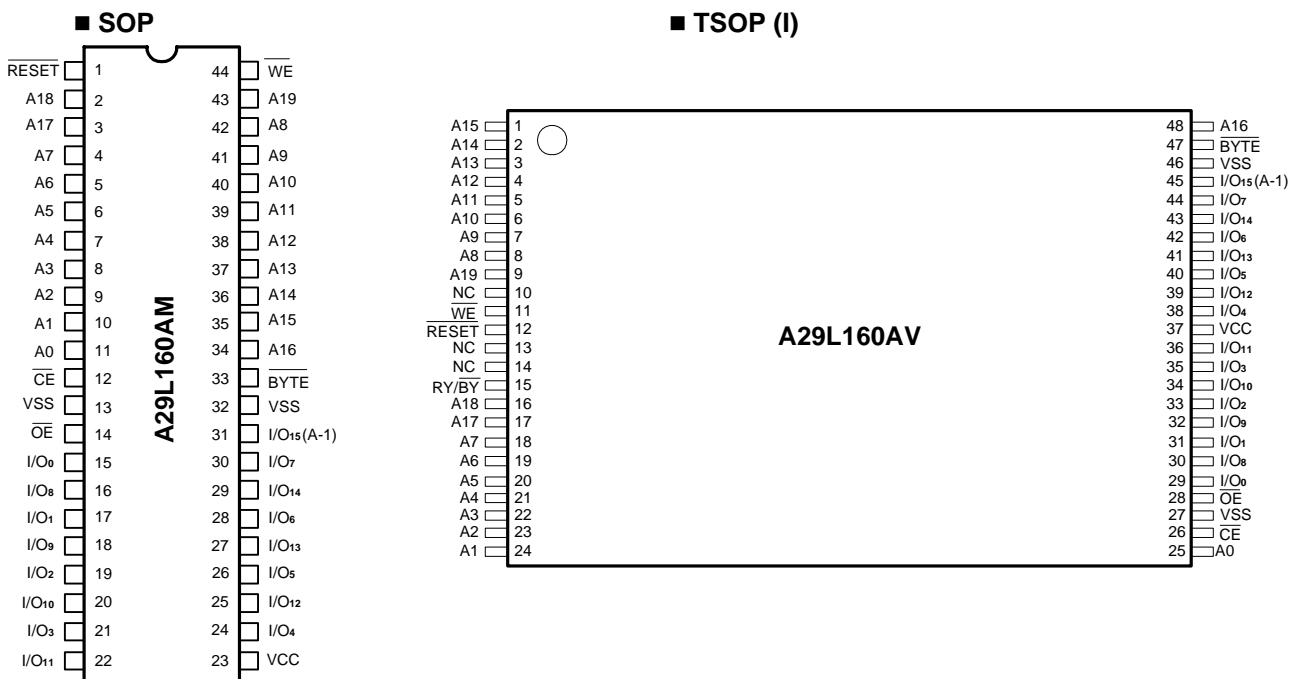 ■ SOP
RESET 1 44 WE
A18 2 43 A19
A17 3 42 A8
A7 4 41 A9
A6 5 40 A10
A5 6 39 A11
A4 7 38 A12
A3 8 37 A13
A2 9 36 A14
A1 10 35 A15
A0 11 34 A16
CE 12 33 BYTE
VSS 13 32 VSS
OE 14 31 I/O15(A-1)
I/O0 15 30 I/O7
I/O8 16 29 I/O14
I/O1 17 28 I/O6
I/O9 18 27 I/O13
I/O2 19 26 I/O5
I/O10 20 25 I/O12
I/O3 21 24 I/O4
I/O11 22 23 VCC
A29L160AM
■ TSOP (I)
A15 1 48 A16
A14 2 47 BYTE
A13 3 46 VSS
A12 4 45 I/O15(A-1)
A11 5 44 I/O7
A10 6 43 I/O14
A9 7 42 I/O6
A8 8 41 I/O13
A19 9 40 I/O5
NC 10 39 I/O12
WE 11 38 I/O4
RESET 12 37 VCC
NC 13 36 I/O11
NC 14 35 I/O3
RY/BY 15 34 I/O10
A18 16 33 I/O2
A17 17 32 I/O9
A7 18 31 I/O1
A6 19 30 I/O8
A5 20 29 I/O0
A4 21 28 OE
A3 22 27 VSS
A2 23 26 CE
A1 24 25 A0
A29L160AV